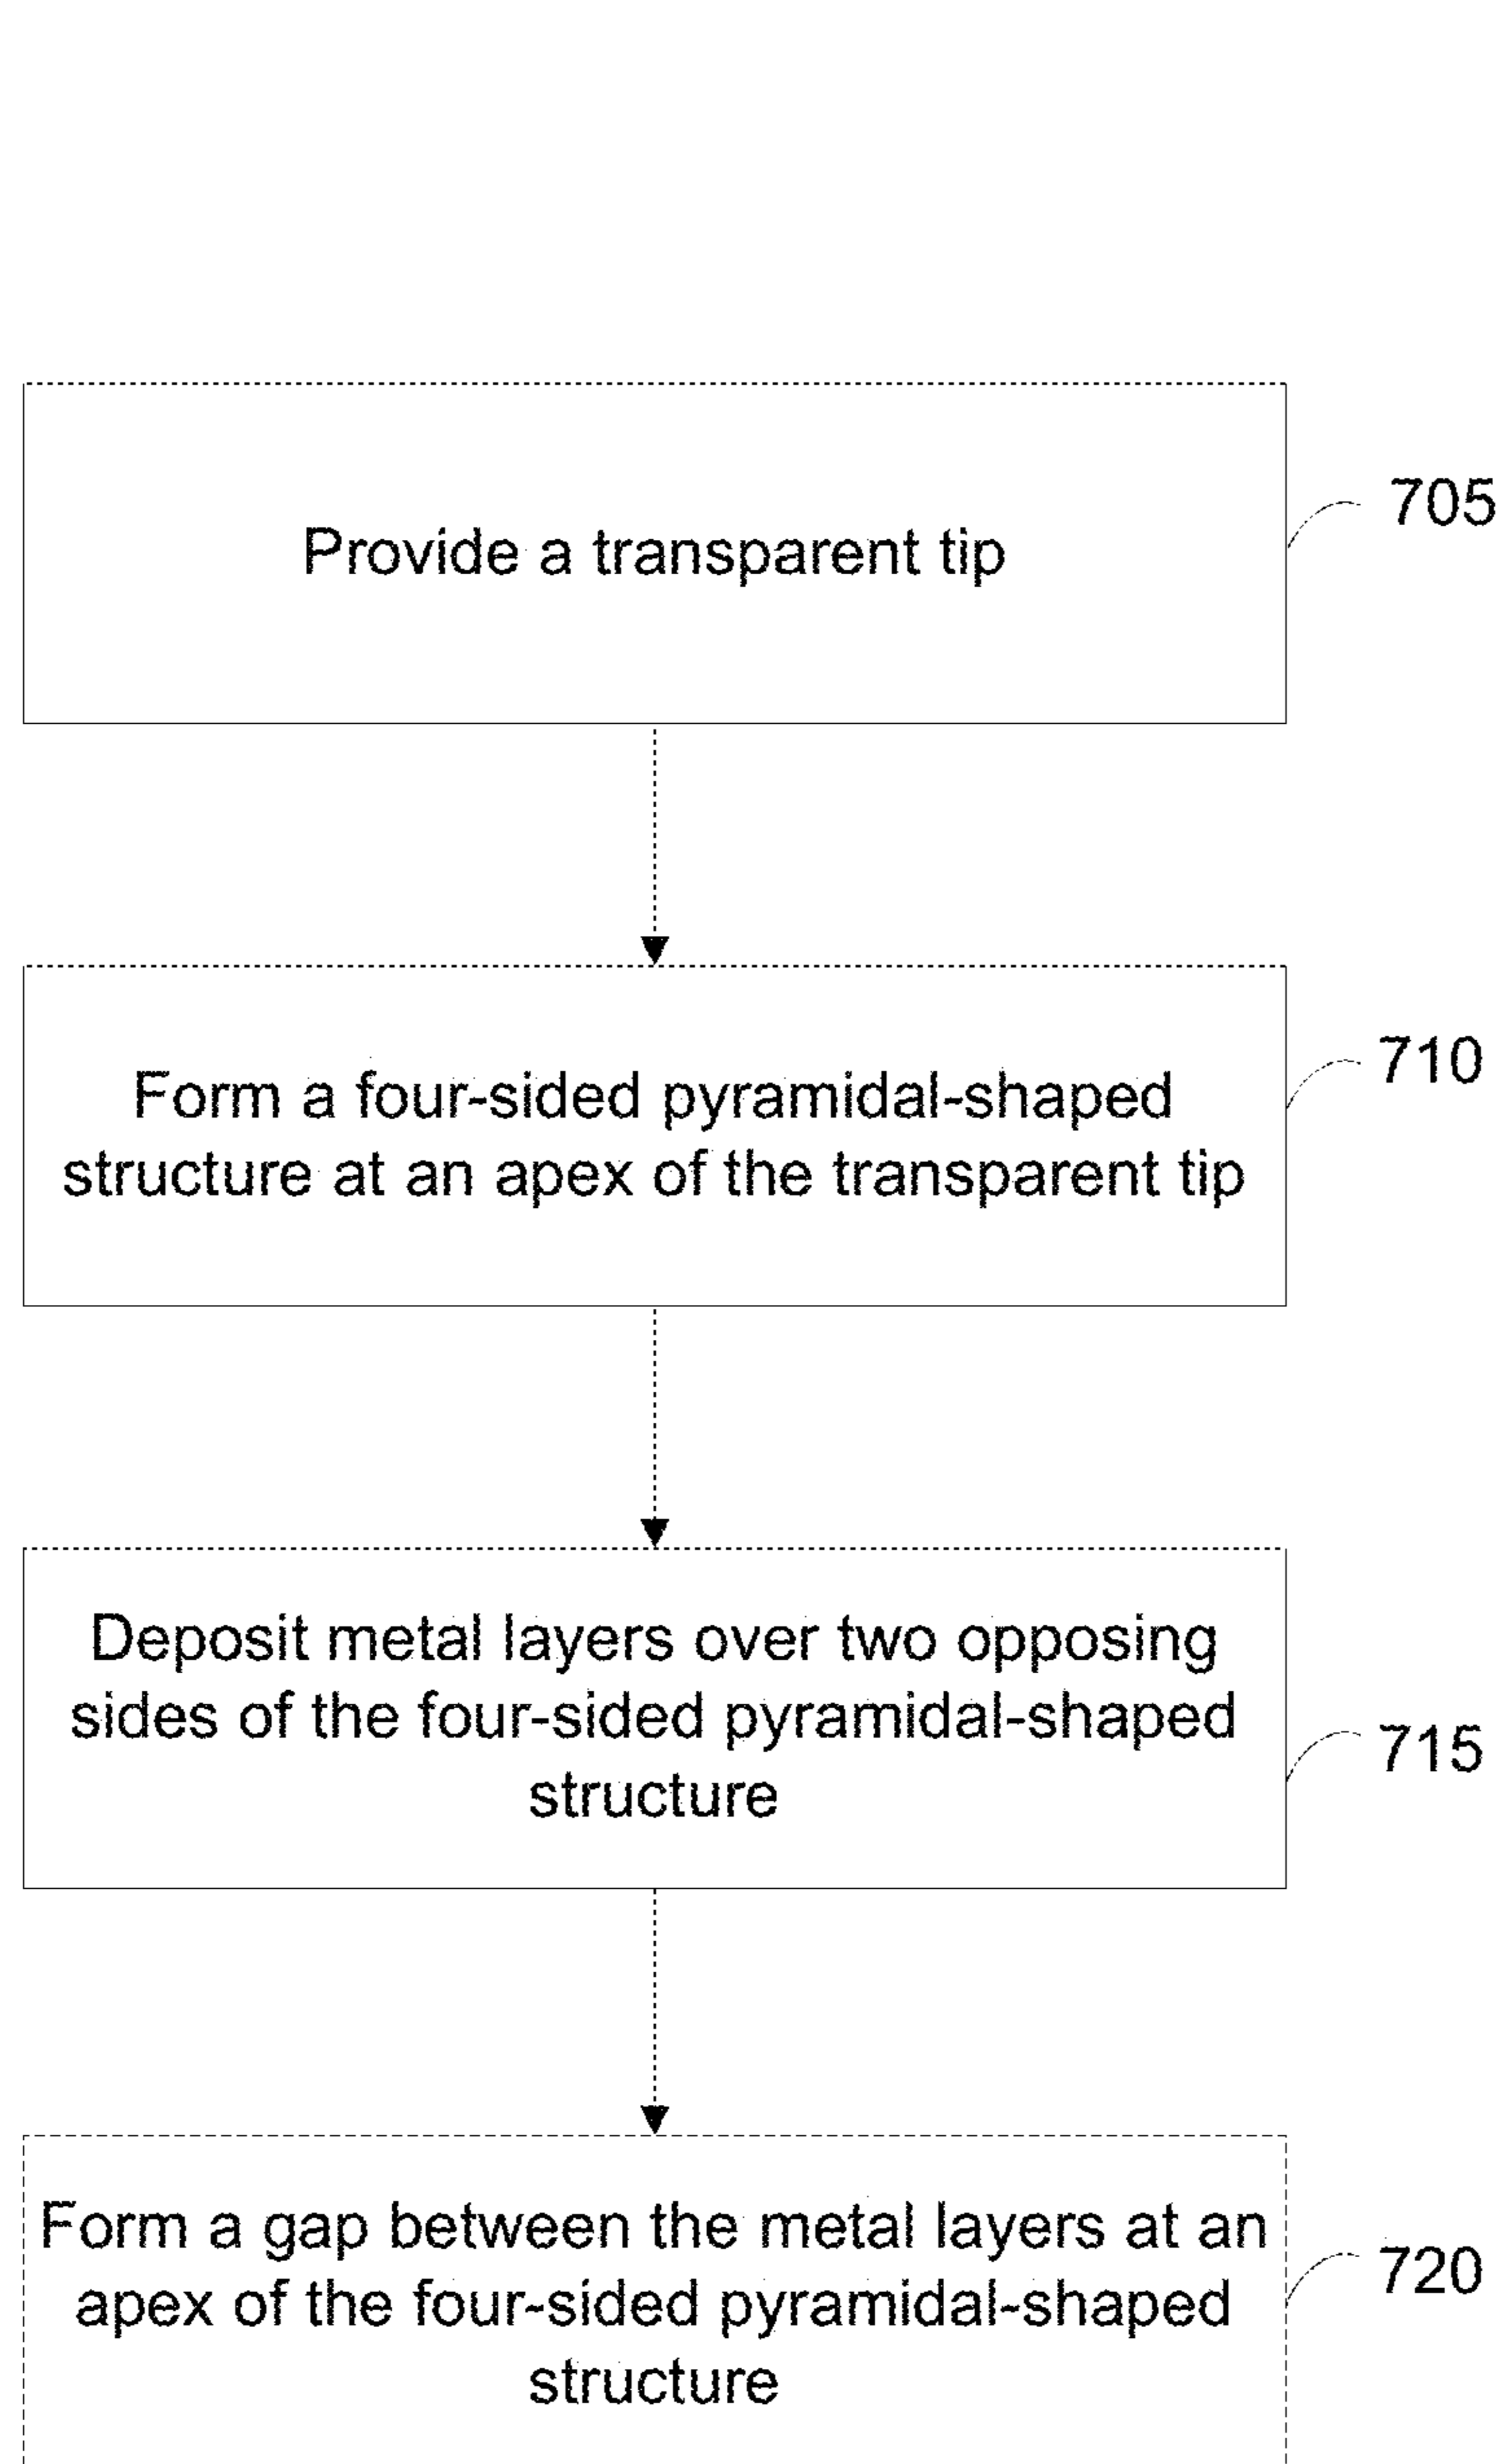 Provide a transparent tip
705
Form a four-sided pyramidal-shaped
structure at an apex of the transparent tip
710
Deposit metal layers over two opposing
sides of the four-sided pyramidal-shaped
structure
715
Form a gap between the metal layers at an
apex of the four-sided pyramidal-shaped
structure
720